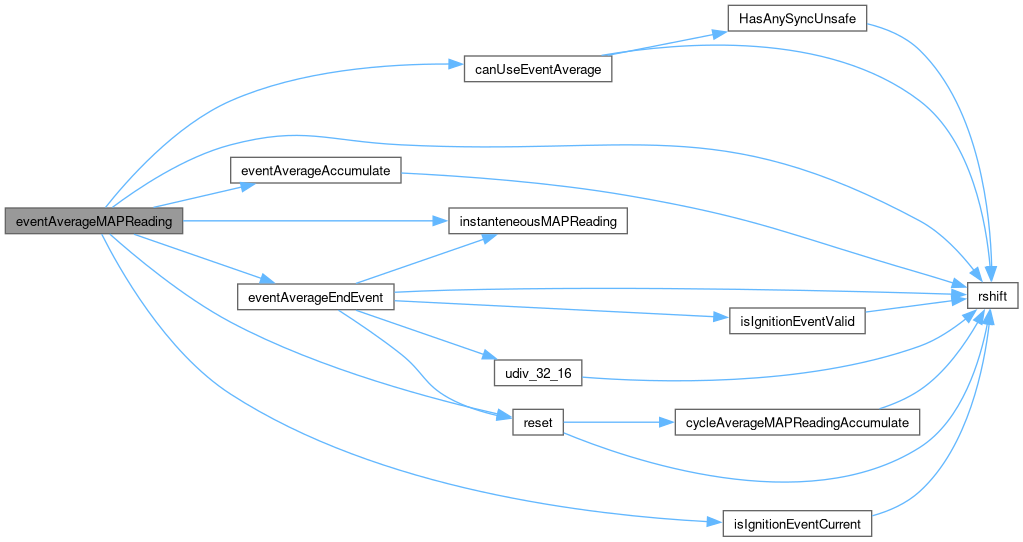 HasAnySyncUnsafe
canUseEventAverage
eventAverageAccumulate
eventAverageMAPReading
instanteneousMAPReading
eventAverageEndEvent
rshift
isIgnitionEventValid
udiv_32_16
reset
cycleAverageMAPReadingAccumulate
isIgnitionEventCurrent